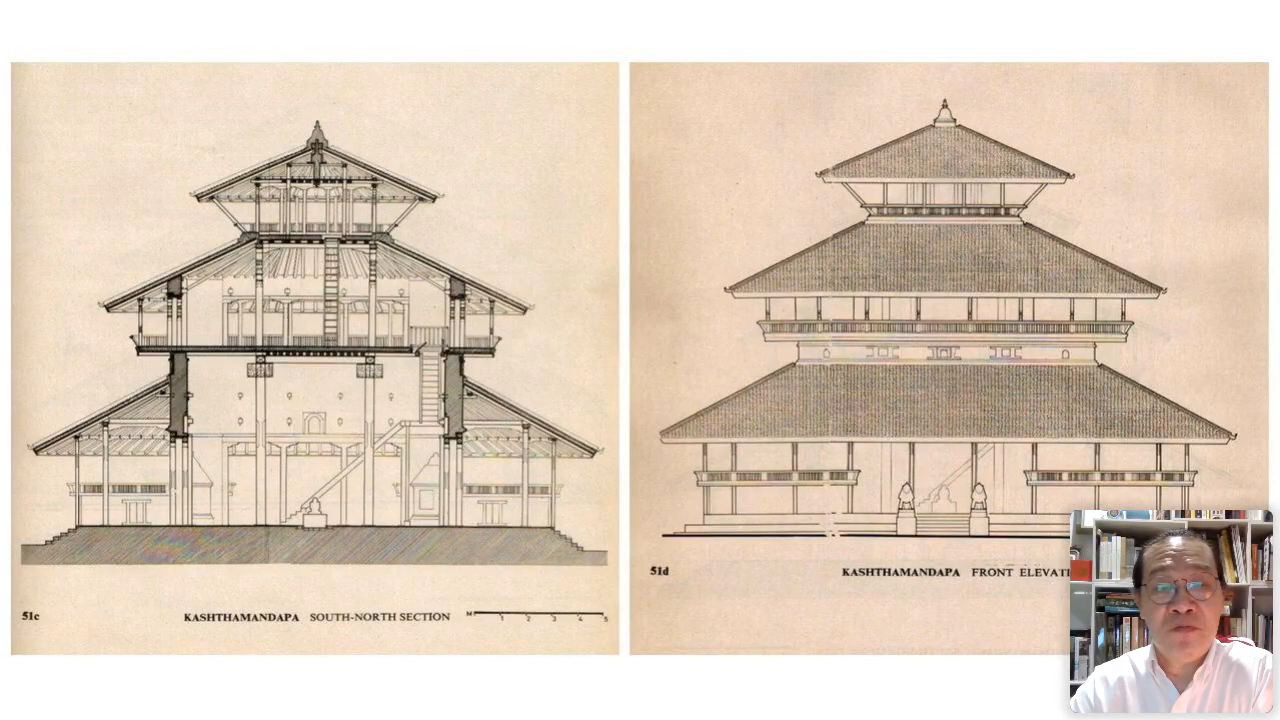 51c
KASHTHAMANDAPA SOUTH-NORTH SECTION
M 1 2 3 4 5
51d
KASHTHAMANDAPA FRONT ELEVATI